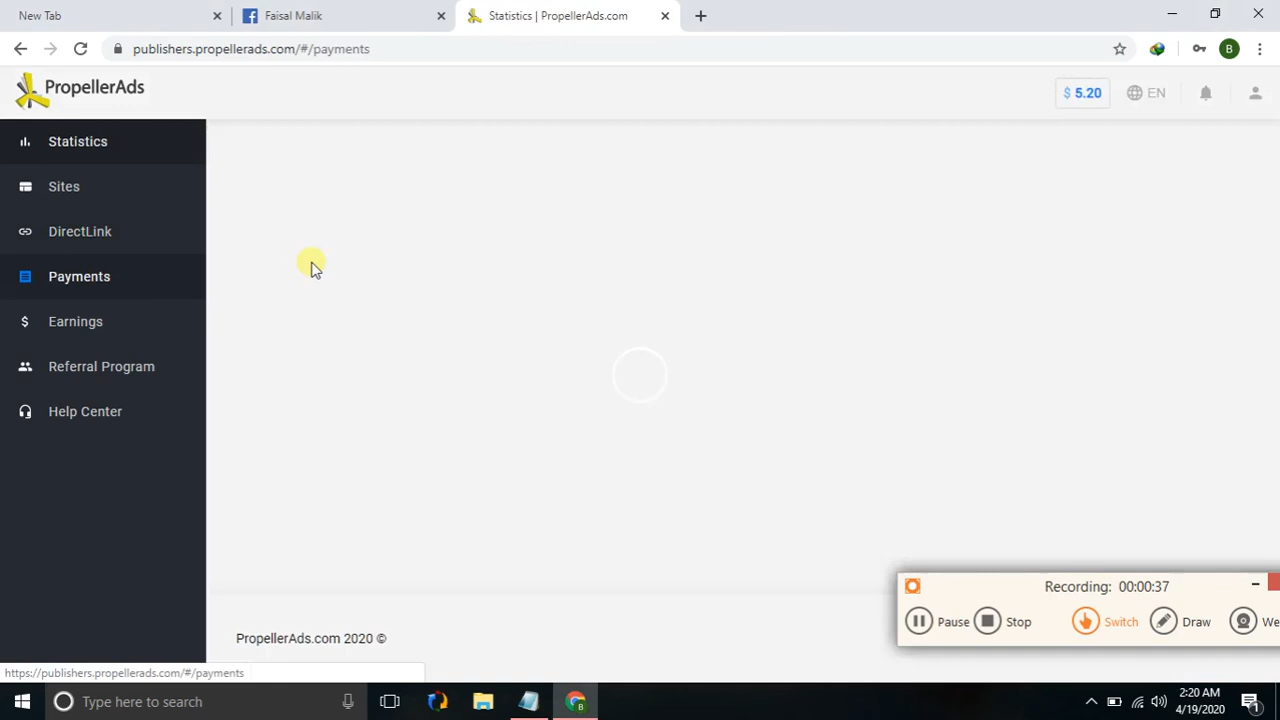 New Tab
Faisal Malik
Statistics | PropellerAds.com
publishers.propellerads.com/#/payments
B
PropellerAds
$ 5.20
EN
Statistics
Sites
DirectLink
Payments
Earnings
Referral Program
Help Center
Recording: 00:00:37
Pause
Stop
Switch
Draw
We
PropellerAds.com 2020 ©
https://publishers.propellerads.com/#/payments
Type here to search
2:20 AM
4/19/2020